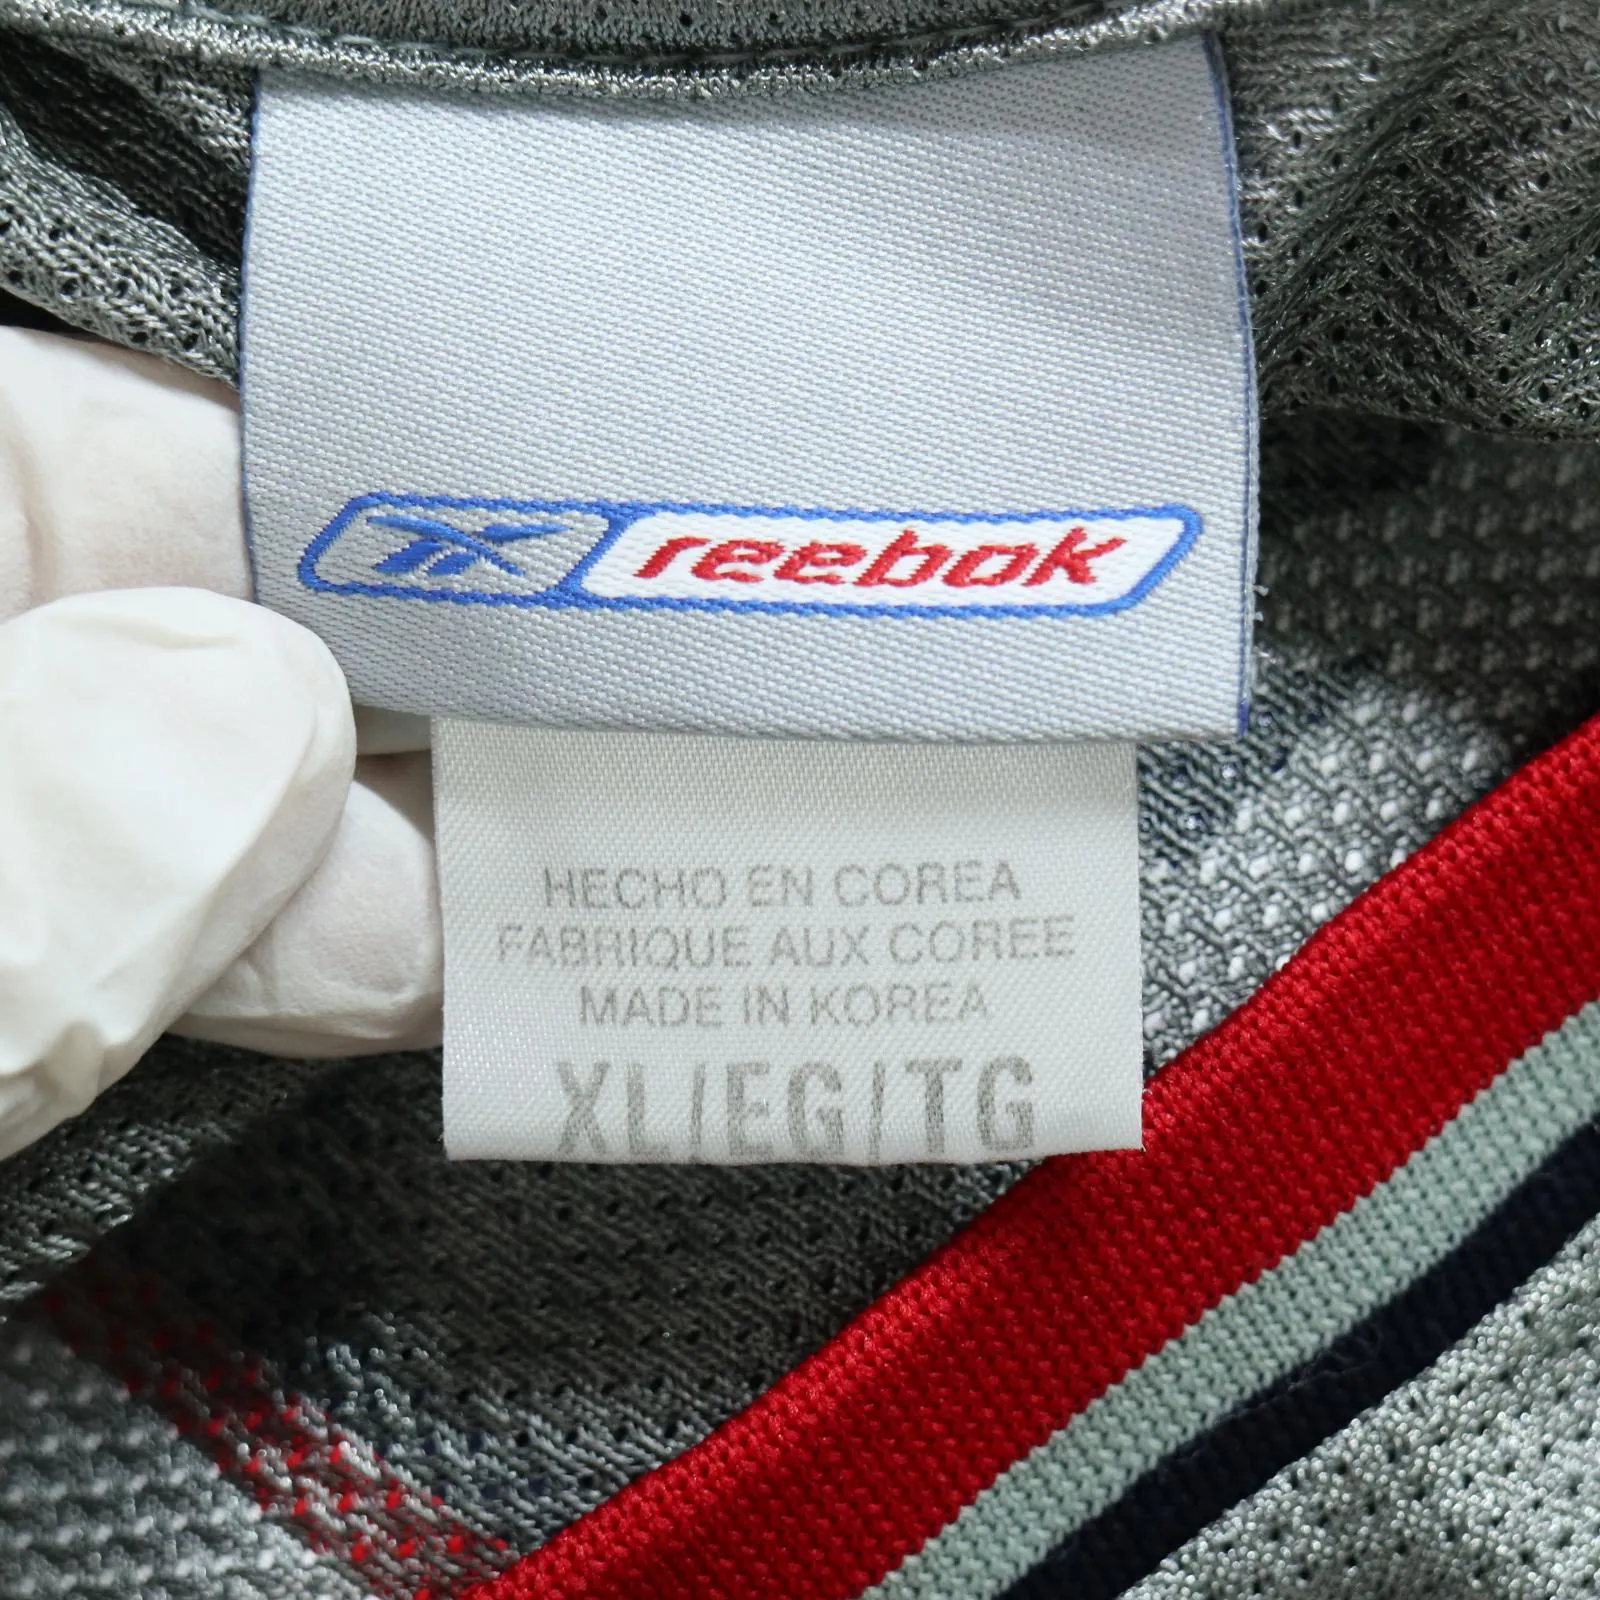 reebok
HECHO EN COREA
FABRIQUE AUX COREE
MADE IN KOREA
XL/EG/TG